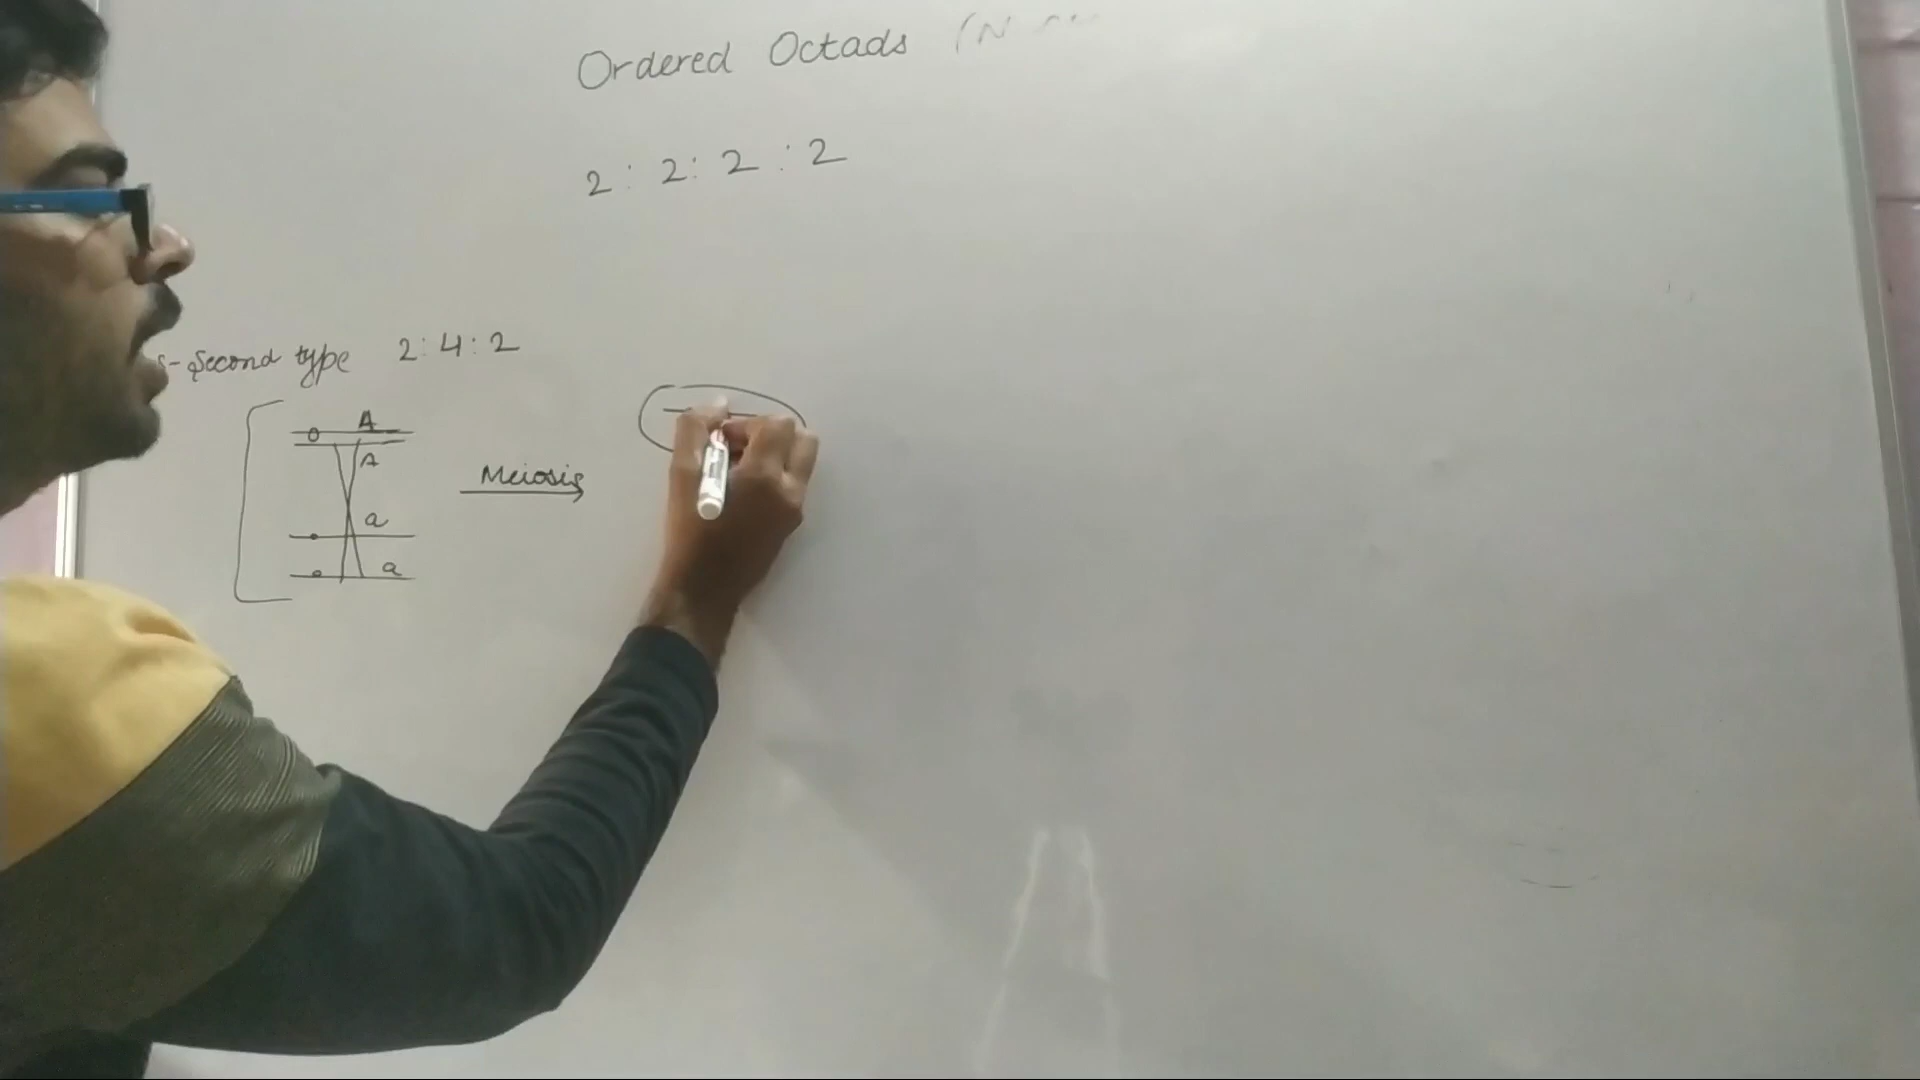 Ordered Octads (N
2 : 2 : 2 : 2
s-Second type 2:4:2
A
A
Meiosis
a
a